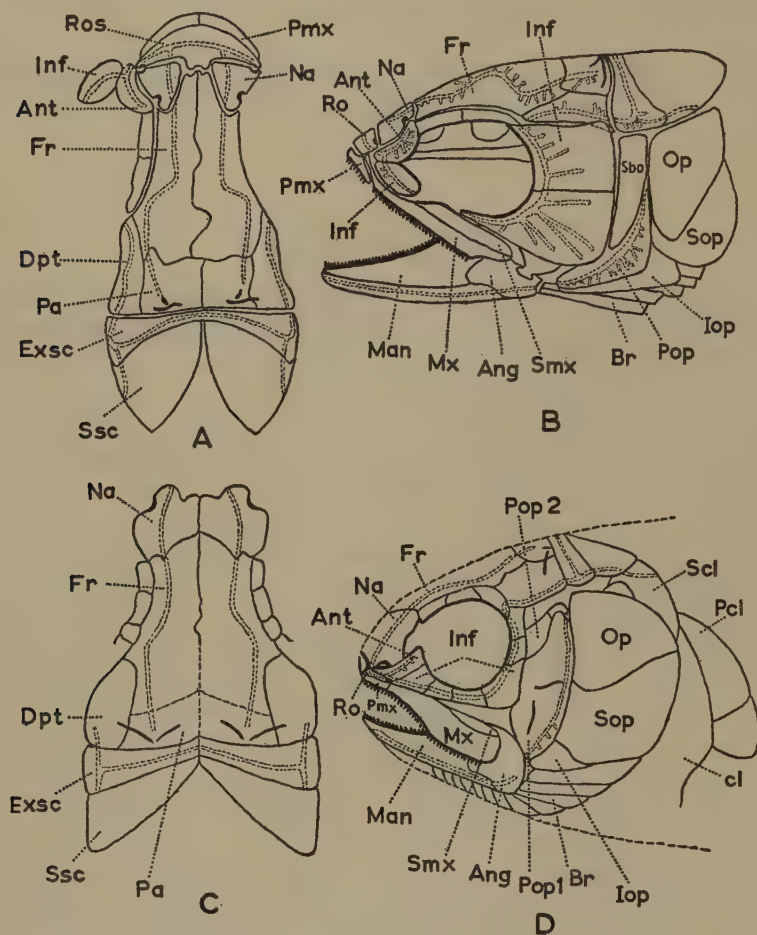 Ros
Pmx
Inf
Na
Ant
Fr
Dpt
Pa
Exsc
Ssc
A
Inf
Fr
Na
Ant
Ro
Pmx
Inf
Sbo
Op
Sop
Man
Mx
Ang
Smx
Br
Pop
Iop
B
Na
Fr
Dpt
Exsc
Ssc
Pa
C
Pop 2
Fr
Na
Ant
Scl
Pcl
Inf
Op
Ro
Pmx
Sop
Mx
Man
cl
Smx
Ang
Pop1
Br
Iop
D